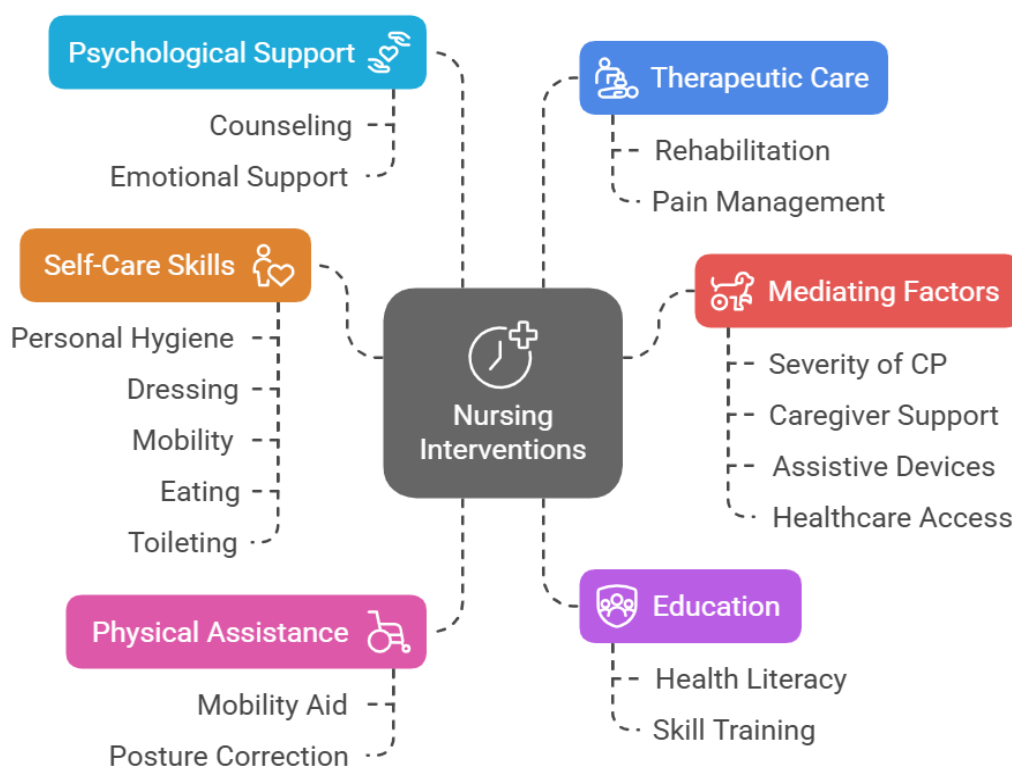 Psychological Support
Counseling
Emotional Support
Self-Care Skills
Personal Hygiene
Dressing
Mobility
Eating
Toileting
Physical Assistance
Mobility Aid
Posture Correction
Nursing
Interventions
Therapeutic Care
Rehabilitation
Pain Management
Mediating Factors
Severity of CP
Caregiver Support
Assistive Devices
Healthcare Access
Education
Health Literacy
Skill Training